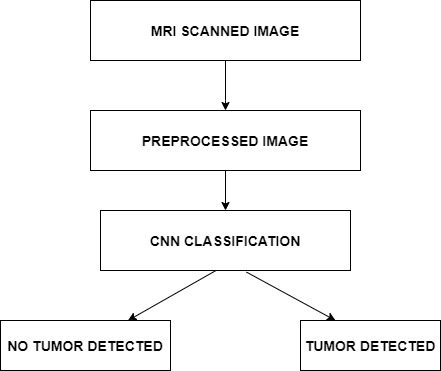 MRI SCANNED IMAGE
PREPROCESSED IMAGE
CNN CLASSIFICATION
NO TUMOR DETECTED
TUMOR DETECTED